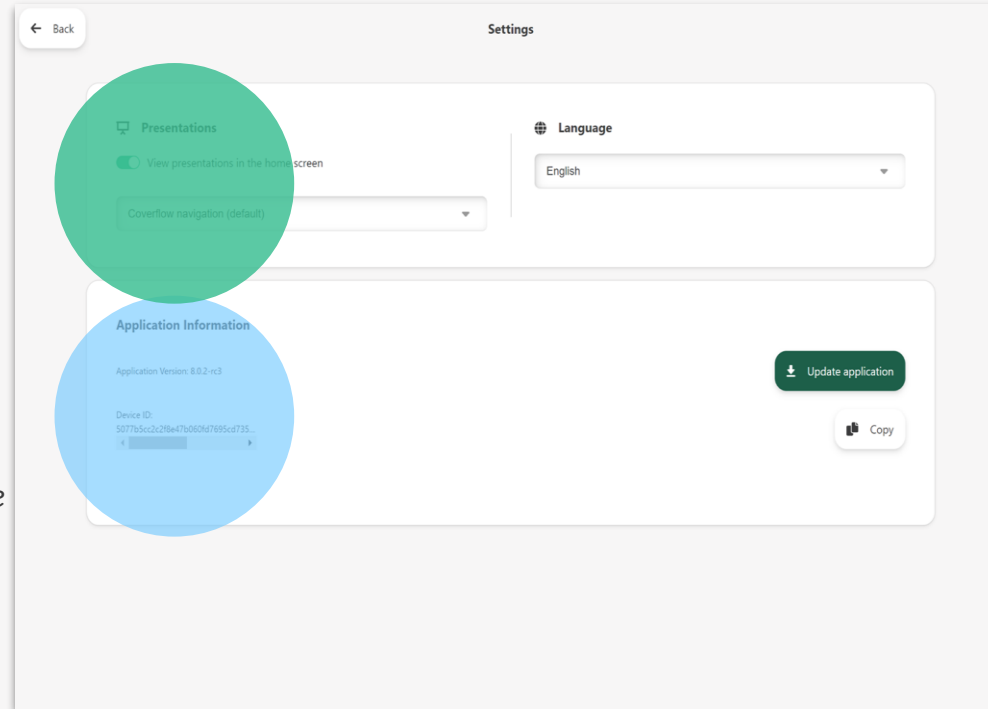 Back
Settings
Presentations
View presentations in the home screen
Coverflow navigation (default)
Language
English
Application Information
Application Version: 8.0.2-rc3
Update application
Device ID:
5077b5cc2c2f8e47b060fd7695cd735...
Copy
e